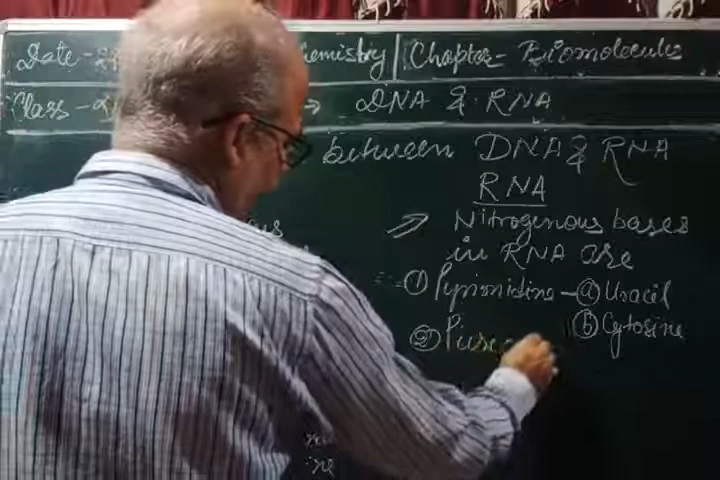 Date- Chemistry Chapter- Biomolecules
Class- → DNA & RNA
between DNA & RNA
RNA
→ Nitrogenous bases
in RNA are
① Pyrimidine - ⓐ Uracil
ⓑ Cytosine
②